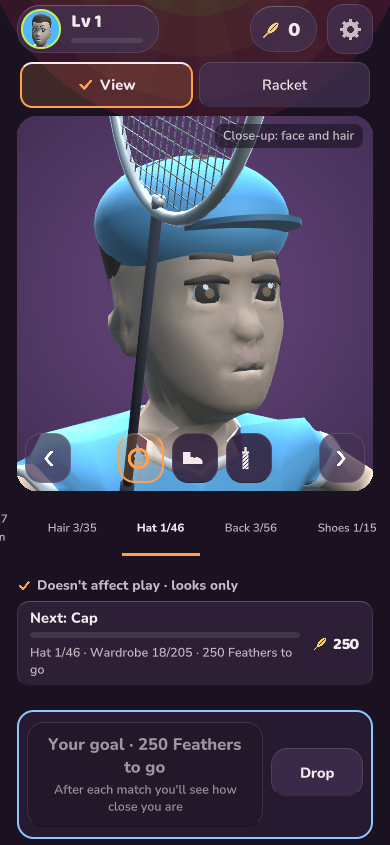 Lv 1
0
View
Racket
Close-up: face and hair
7
n
Hair 3/35
Hat 1/46
Back 3/56
Shoes 1/15
Doesn't affect play · looks only
Next: Cap
250
Hat 1/46 · Wardrobe 18/205 · 250 Feathers to
go
Your goal · 250 Feathers
to go
After each match you'll see how
close you are
Drop